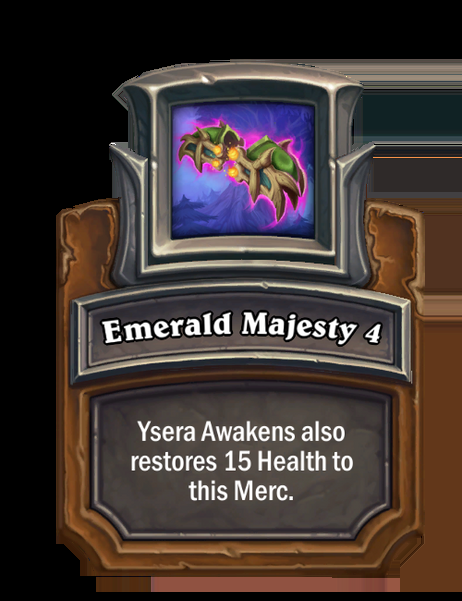 Emerald Majesty 4
Ysera Awakens also
restores 15 Health to
this Merc.